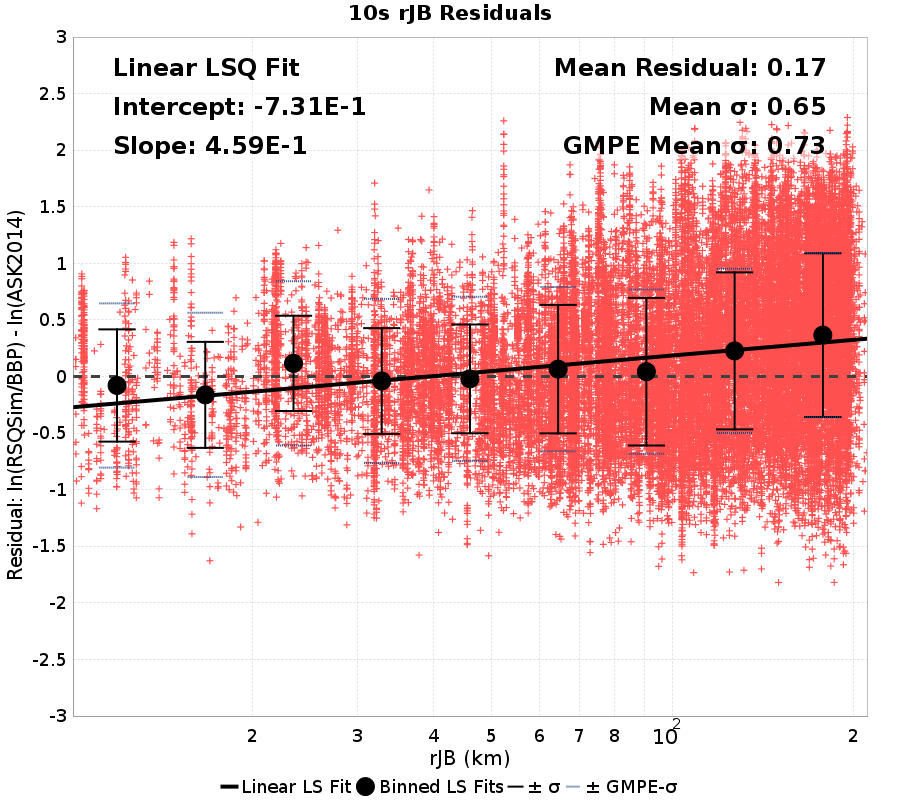 10s rJB Residuals
Linear LSQ Fit
Intercept: -7.31E-1
Slope: 4.59E-1
Mean Residual: 0.17
Mean σ: 0.65
GMPE Mean σ: 0.73
Residual: ln(RSQSim/BBP) - ln(ASK2014)
3
2.5
2
1.5
1
0.5
0
-0.5
-1
-1.5
-2
-2.5
-3
2 3 4 5 6 7 8 10² 2
rJB (km)
Linear LS Fit Binned LS Fits ± σ ± GMPE-σ